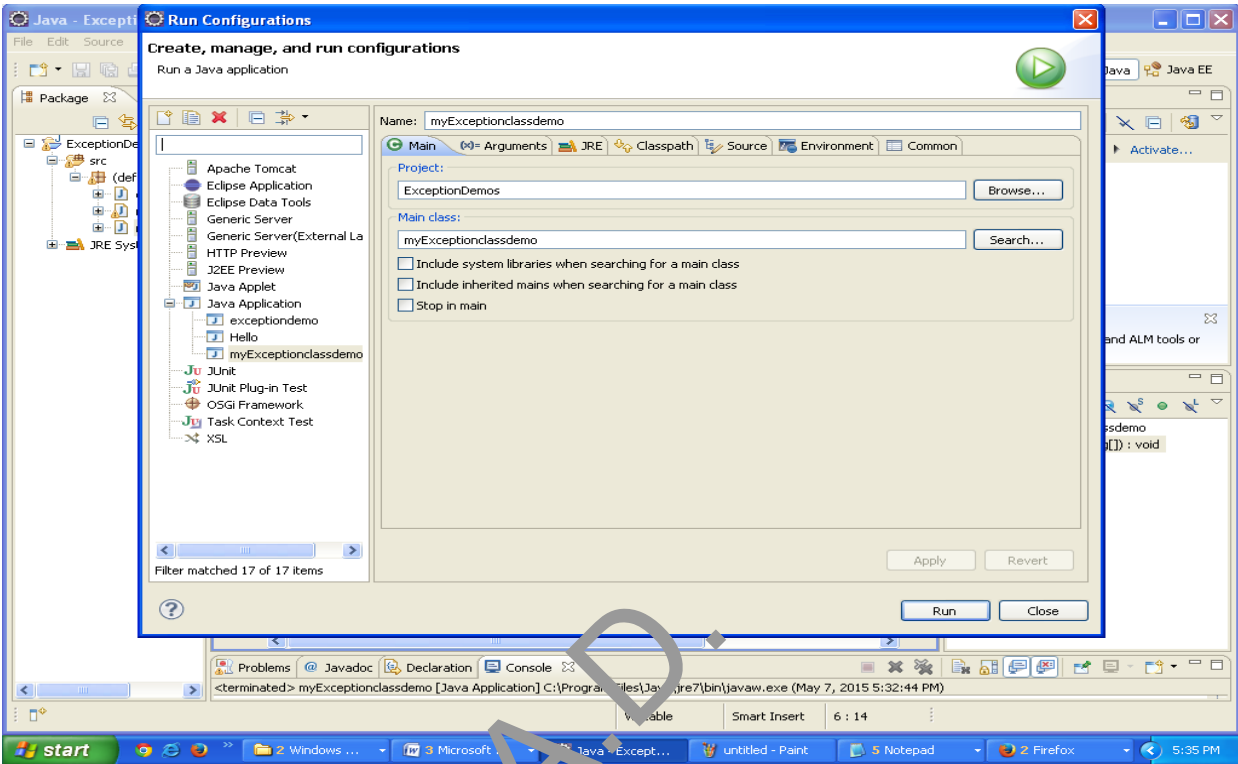 Java - Excepti
Run Configurations
File Edit Source
Create, manage, and run configurations
Run a Java application
Java Java EE
Package
Name: myExceptionclassdemo
ExceptionDe
Main (x)= Arguments JRE Classpath Source Environment Common
Activate...
src
Project:
(def
Apache Tomcat
ExceptionDemos Browse...
Eclipse Application
Eclipse Data Tools
Main class:
Generic Server
myExceptionclassdemo Search...
Generic Server(External La
JRE Syst
HTTP Preview
Include system libraries when searching for a main class
J2EE Preview
Include inherited mains when searching for a main class
Java Applet
Stop in main
Java Application
exceptiondemo
Hello
and ALM tools or
myExceptionclassdemo
JUnit
JUnit Plug-in Test
OSGi Framework
Task Context Test
ssdemo
XSL
g[]) : void
Filter matched 17 of 17 items
Apply Revert
Run Close
Problems @ Javadoc Declaration Console
<terminated> myExceptionclassdemo [Java Application] C:\Program Files\Java\jre7\bin\javaw.exe (May 7, 2015 5:32:44 PM)
Smart Insert 6 : 14
start 2 Windows ... 3 Microsoft Java - Except... untitled - Paint 5 Notepad 2 Firefox 5:35 PM
A.D.